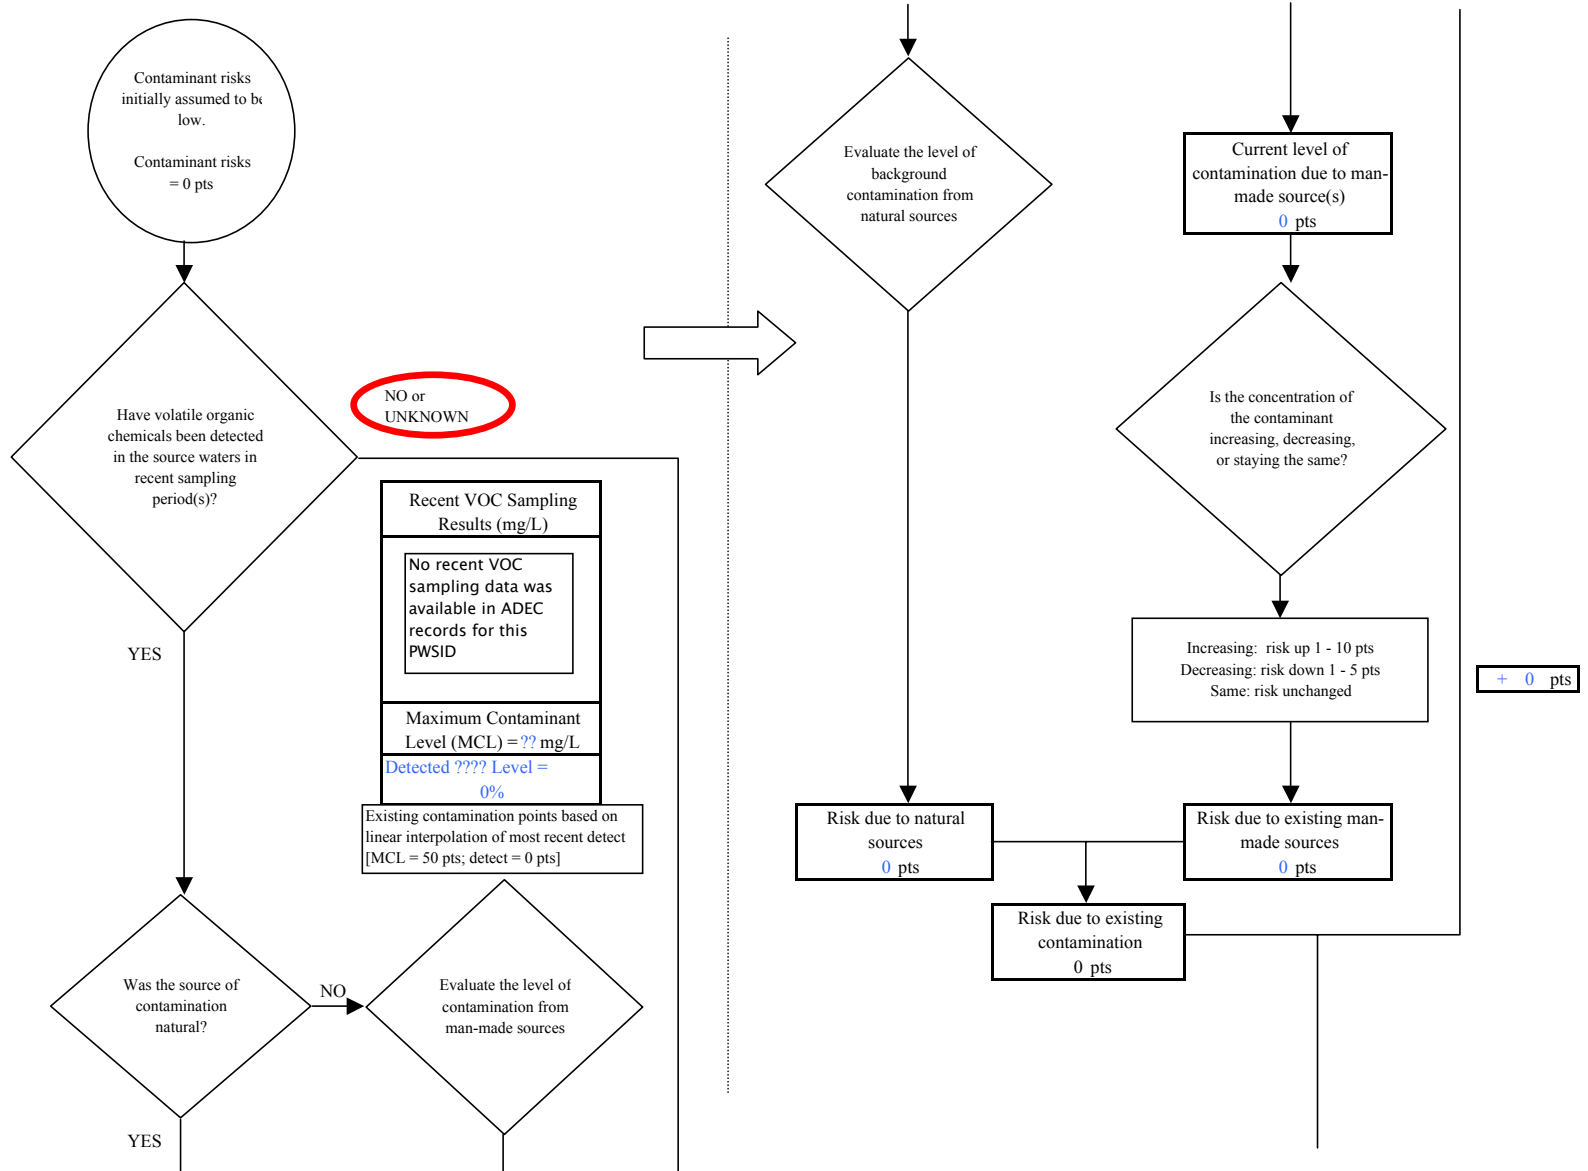 Contaminant risks
initially assumed to be
low.
Contaminant risks
= 0 pts
Have volatile organic
chemicals been detected
in the source waters in
recent sampling
period(s)?
NO or
UNKNOWN
YES
Recent VOC Sampling
Results (mg/L)
No recent VOC
sampling data was
available in ADEC
records for this
PWSID
Maximum Contaminant
Level (MCL) = ?? mg/L
Detected ???? Level =
0%
Existing contamination points based on
linear interpolation of most recent detect
[MCL = 50 pts; detect = 0 pts]
Was the source of
contamination
natural?
NO
Evaluate the level of
contamination from
man-made sources
YES
Evaluate the level of
background
contamination from
natural sources
Current level of
contamination due to man-
made source(s)
0 pts
Is the concentration of
the contaminant
increasing, decreasing,
or staying the same?
Increasing: risk up 1 - 10 pts
Decreasing: risk down 1 - 5 pts
Same: risk unchanged
+ 0 pts
Risk due to natural
sources
0 pts
Risk due to existing man-
made sources
0 pts
Risk due to existing
contamination
0 pts